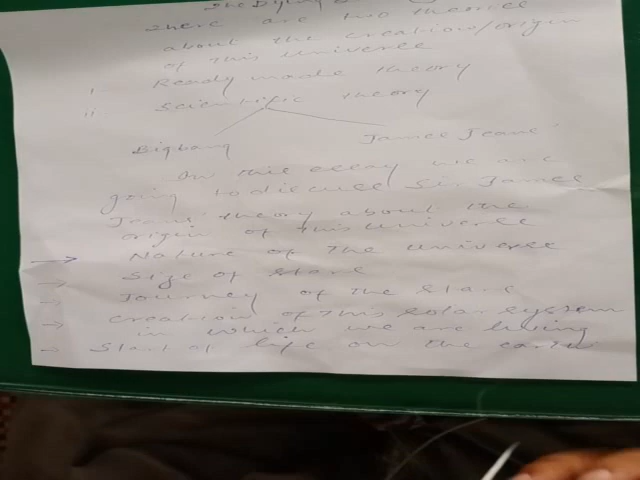 The Dying
There are two theories
about the creation/origin
of this universe
i Ready made theory
ii Scientific theory
Bigbang James Jeans'
In this essay we are
going to discuss Sir James
Jeans' theory about the
origin of this universe
→ Nature of the universe
→ Size of stars
→ Journey of the stars
→ Creation of this solar system
in which we are living
→ Start of life on the earth